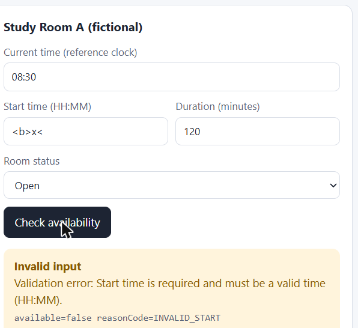 Study Room A (fictional)
Current time (reference clock)
08:30
Start time (HH:MM)
Duration (minutes)
<b>x<
120
Room status
Open
Check availability
Invalid input
Validation error: Start time is required and must be a valid time
(HH:MM).
available=false reasonCode=INVALID_START